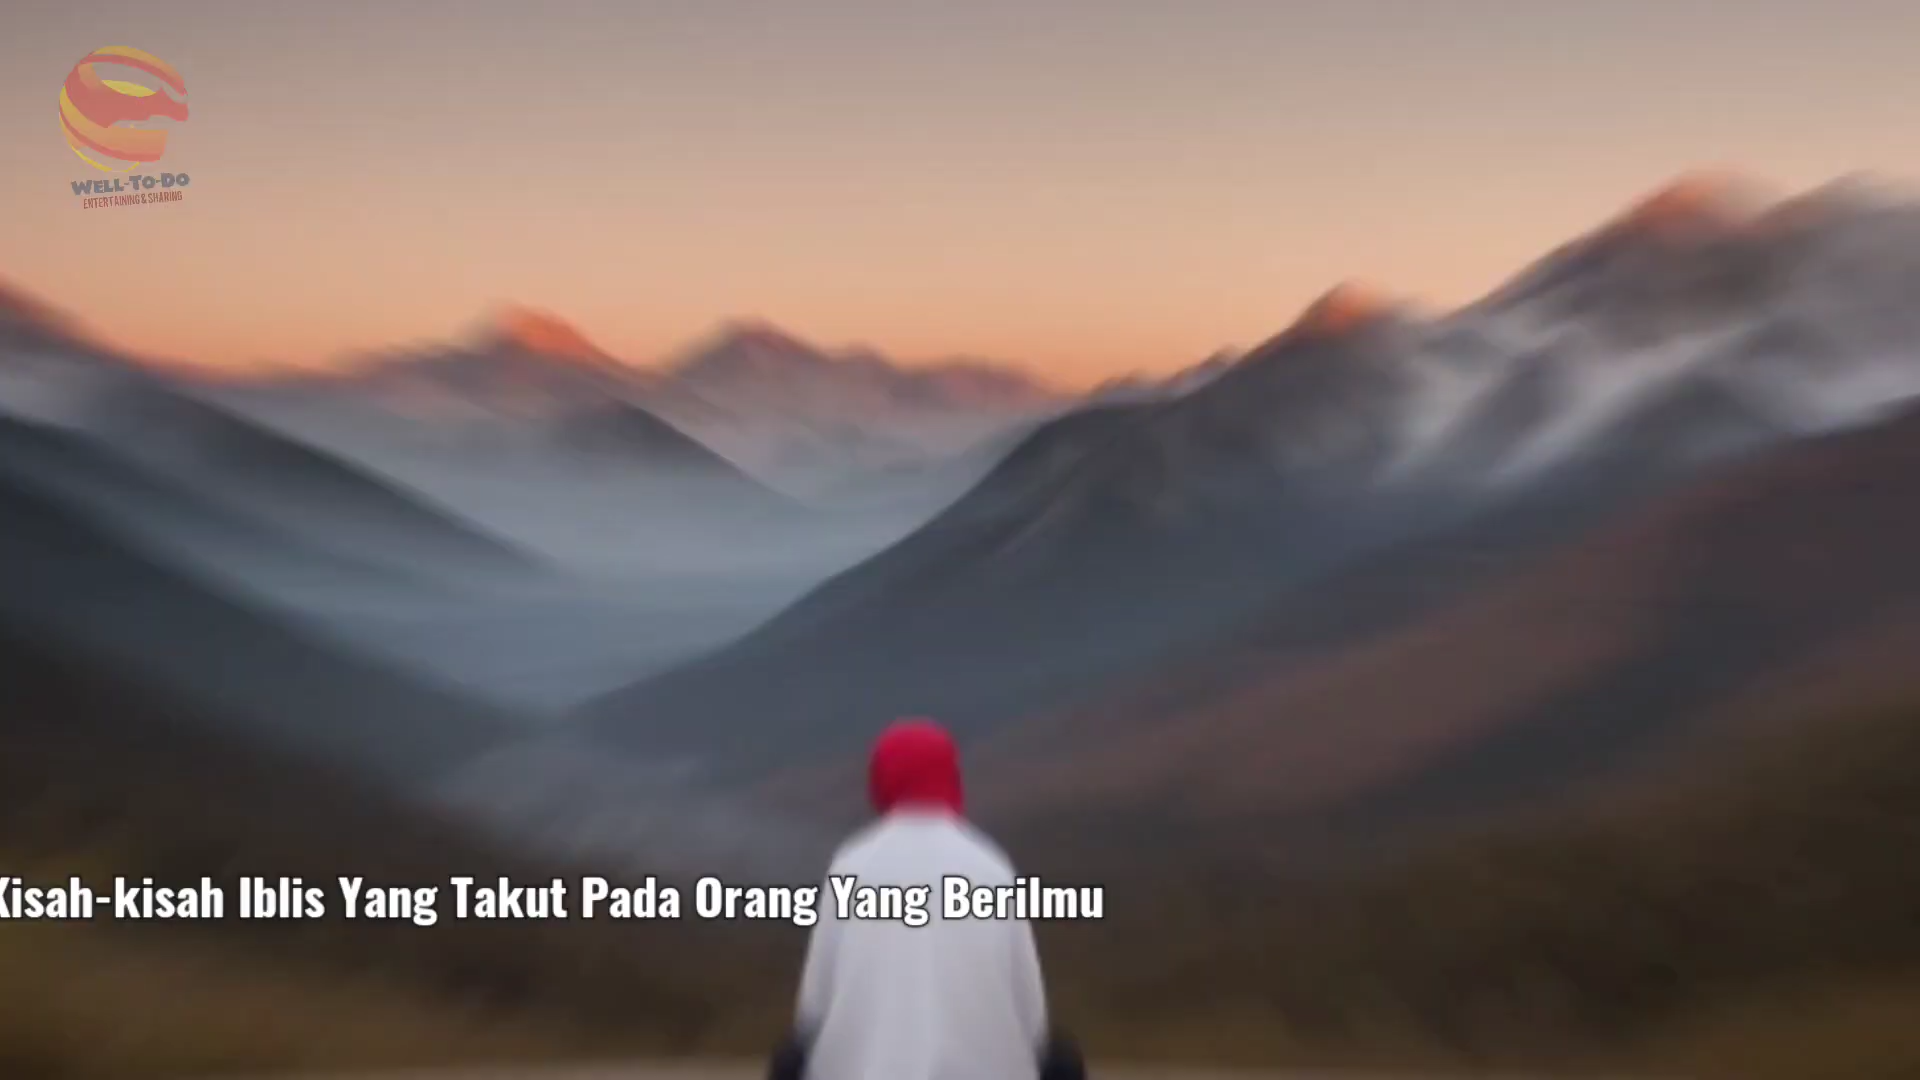 WELL-TO-DO
ENTERTAINING & SHARING
Kisah-kisah Iblis Yang Takut Pada Orang Yang Berilmu